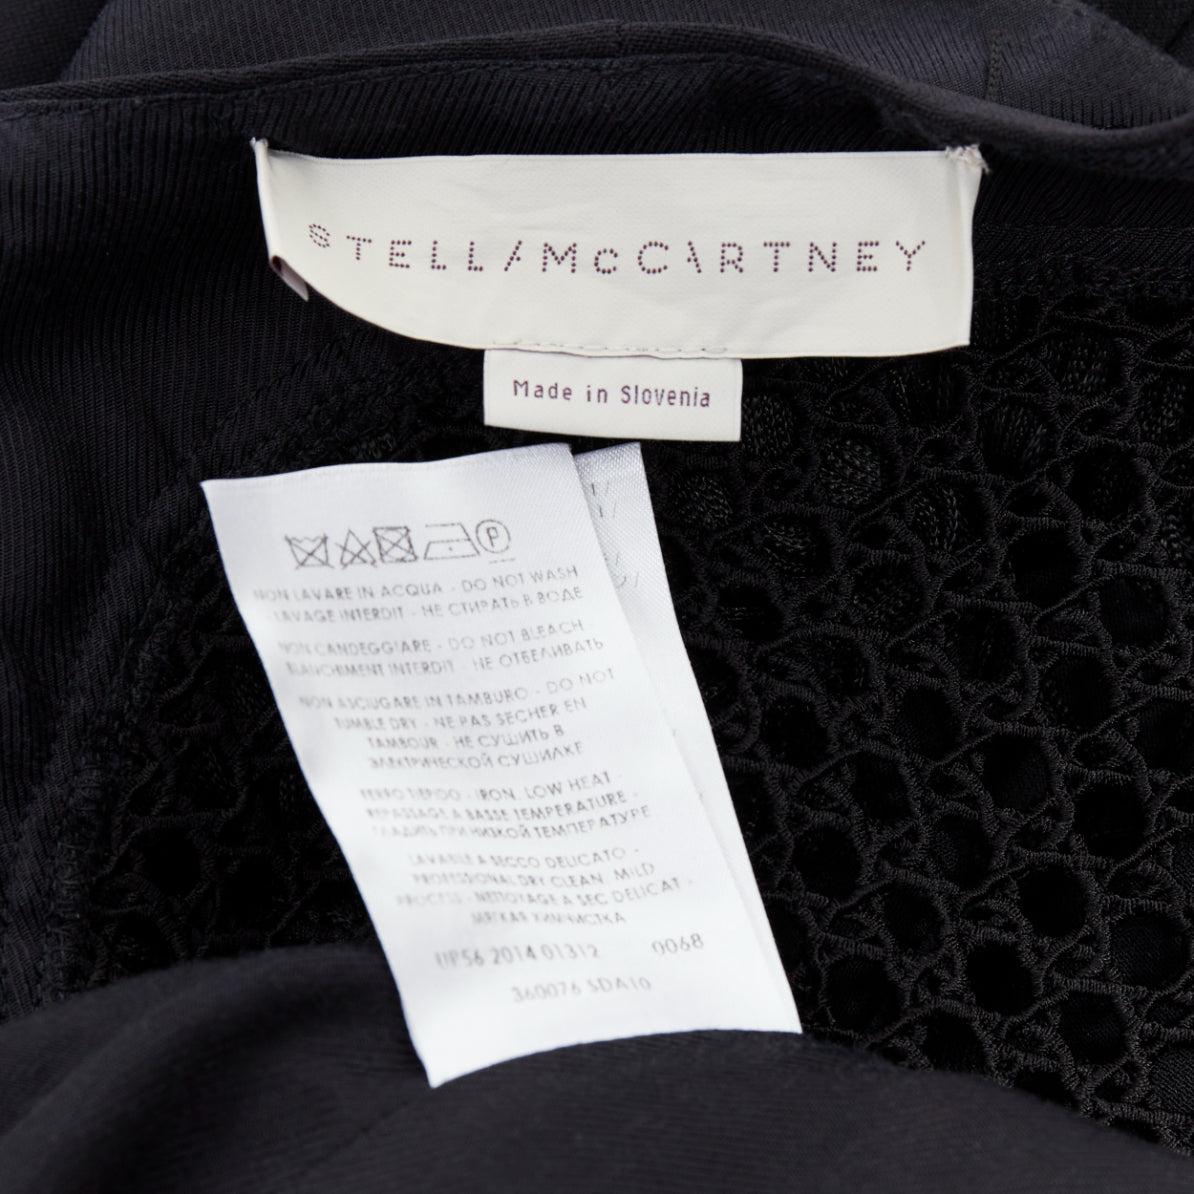 STELL/McC\RTNEY
Made in Slovenia
P
NON LAVARE IN ACQUA - DO NOT WASH
LAVAGE INTERDIT - НЕ СТИРАТЬ В ВОДЕ
NON CANDEGGIARE - DO NOT BLEACH
BLANCHIMENT INTERDIT - НЕ ОТБЕЛИВАТЬ
NON ASCIUGARE IN TAMBURO - DO NOT
TUMBLE DRY - NE PAS SECHER EN
TAMBOUR - НЕ СУШИТЬ В
ЭЛЕКТРИЧЕСКОЙ СУШИЛКЕ
FERRO TIEPIDO - IRON, LOW HEAT -
REPASSAGE A BASSE TEMPERATURE -
ГЛАДИТЬ ПРИ НИЗКОЙ ТЕМПЕРАТУРЕ
LAVABILE A SECCO DELICATO -
PROFESSIONAL DRY CLEAN, MILD
PROCESS - NETTOYAGE A SEC DELICAT -
МЯГКАЯ ХИМЧИСТКА
UP56 2014 01312 0068
360076 SDA10